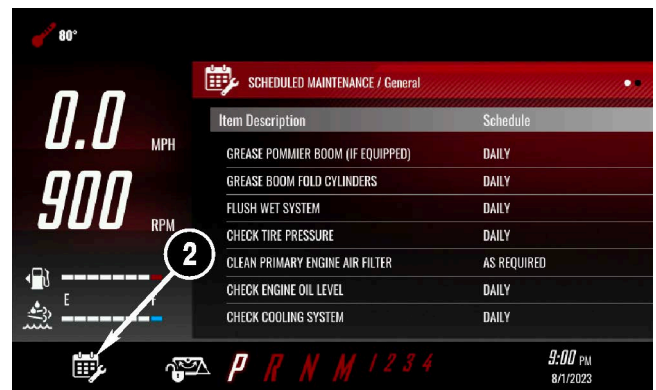 80°
SCHEDULED MAINTENANCE / General
0.0 MPH
900 RPM
Item Description Schedule
GREASE POMMIER BOOM (IF EQUIPPED) DAILY
GREASE BOOM FOLD CYLINDERS DAILY
FLUSH WET SYSTEM DAILY
CHECK TIRE PRESSURE DAILY
CLEAN PRIMARY ENGINE AIR FILTER AS REQUIRED
CHECK ENGINE OIL LEVEL DAILY
CHECK COOLING SYSTEM DAILY
2
E F
P R N M 1 2 3 4
9:00 PM
8/1/2023